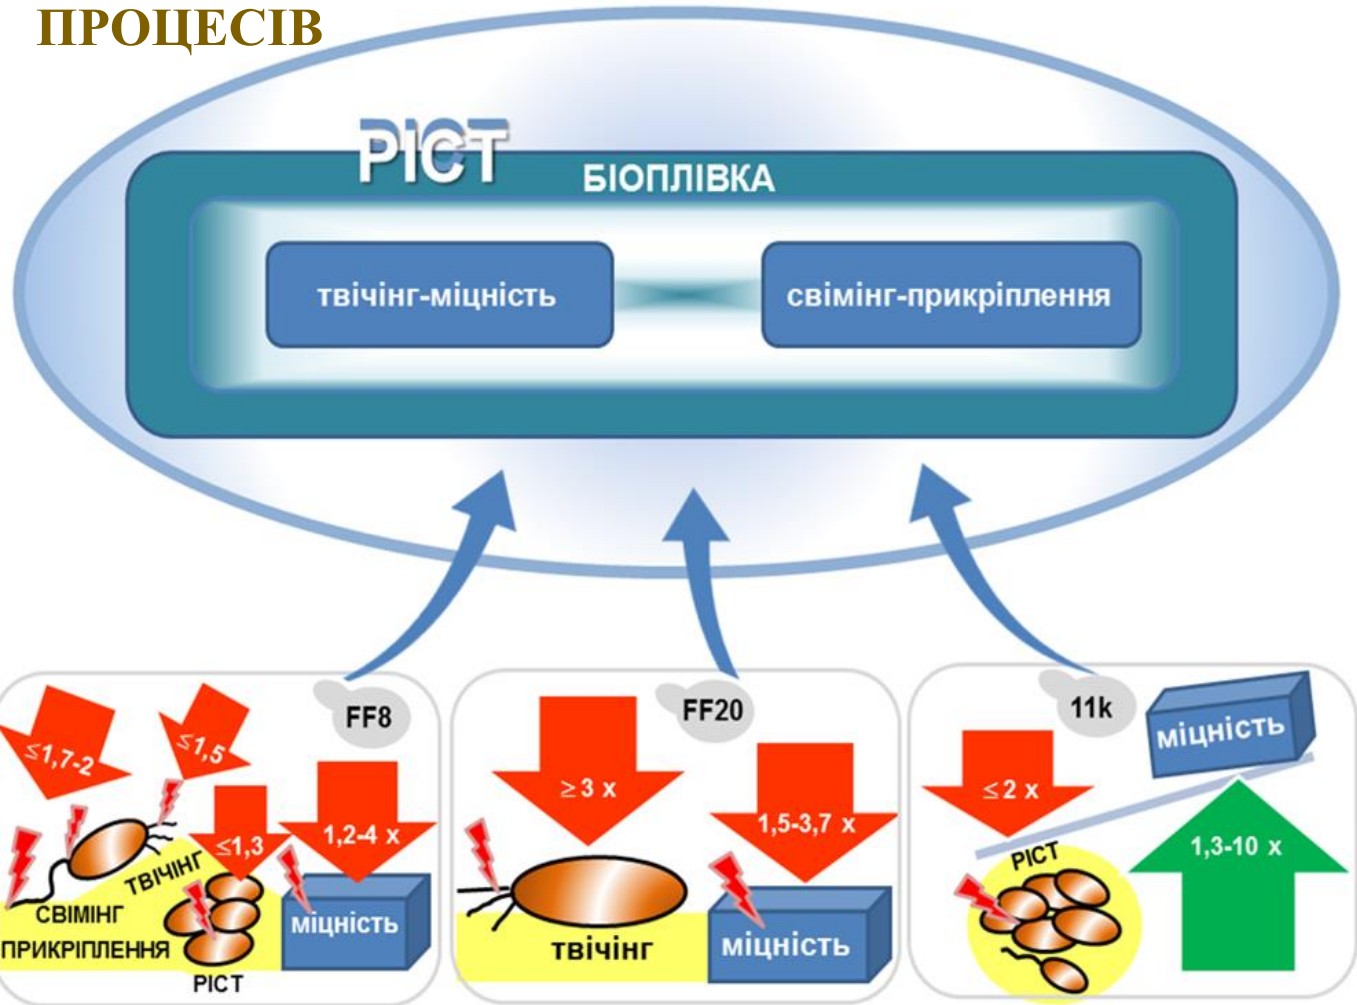 ПРОЦЕСІВ
РІСТ
БІОПЛІВКА
твічінг-міцність
свімінг-прикріплення
FF8
≤1,7-2
≤1,5
≤1,3
1,2-4 x
ТВІЧІНГ
СВІМІНГ
ПРИКРІПЛЕННЯ
РІСТ
міцність
FF20
≥ 3 x
1,5-3,7 x
твічінг
міцність
11k
міцність
≤ 2 x
1,3-10 x
РІСТ